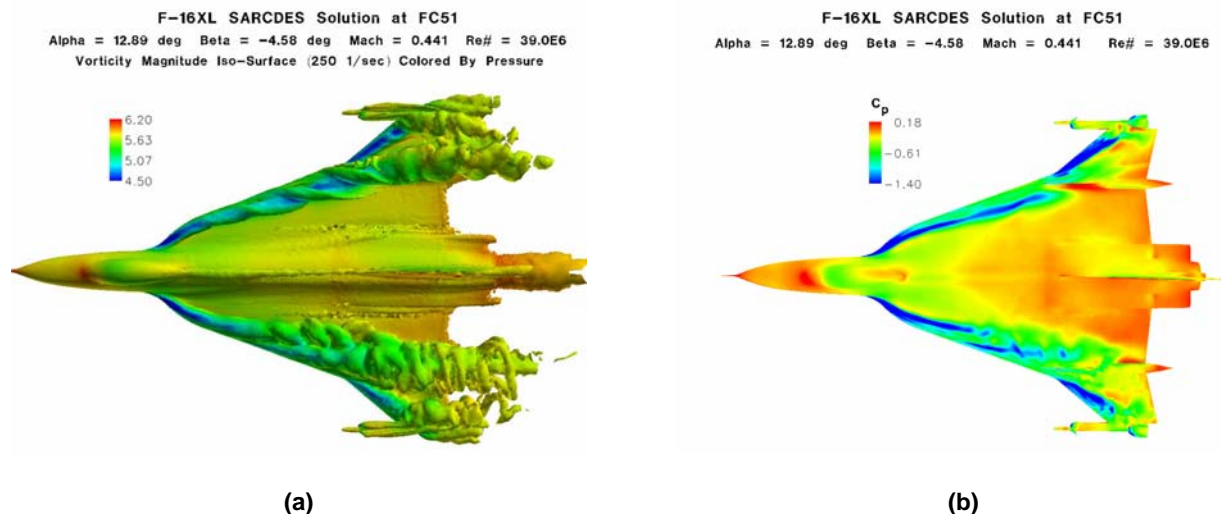 F-16XL SARCDES Solution at FC51
Alpha = 12.89 deg Beta = -4.58 deg Mach = 0.441 Re# = 39.0E6
Vorticity Magnitude Iso-Surface (250 1/sec) Colored By Pressure
6.20
5.63
5.07
4.50
(a)
F-16XL SARCDES Solution at FC51
Alpha = 12.89 deg Beta = -4.58 Mach = 0.441 Re# = 39.0E6
Cp
0.18
-0.61
-1.40
(b)